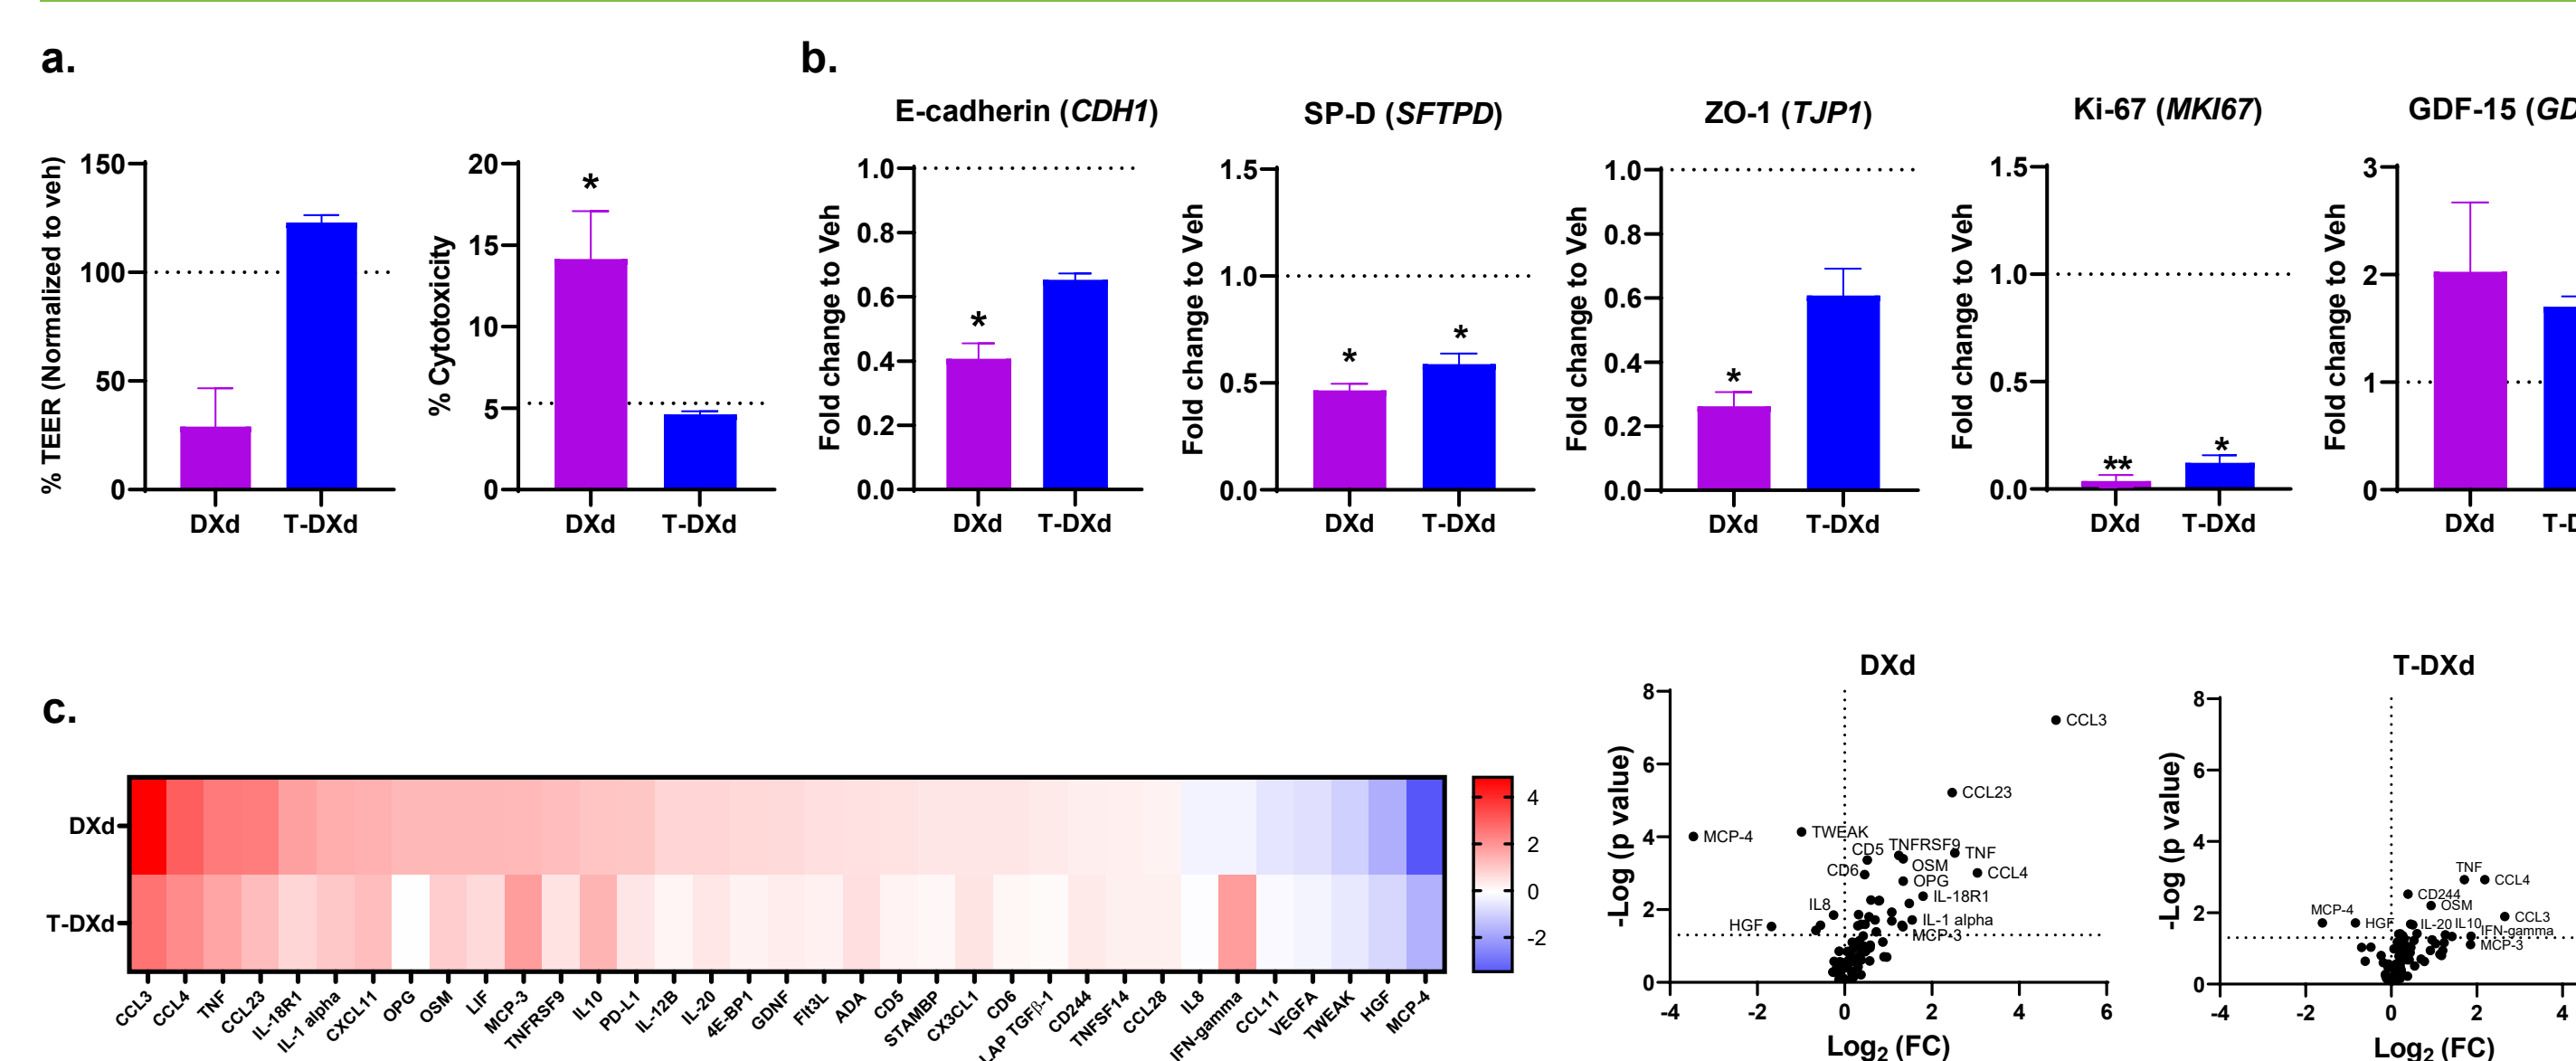 a.
% TEER (Normalized to veh)
150
100
50
0
DXd
T-DXd
% Cytotoxicity
20
15
10
5
0
*
DXd
T-DXd
b.
E-cadherin (CDH1)
Fold change to Veh
1.0
0.8
0.6
0.4
0.2
0.0
*
DXd
T-DXd
SP-D (SFTPD)
Fold change to Veh
1.5
1.0
0.5
0.0
*
*
DXd
T-DXd
ZO-1 (TJP1)
Fold change to Veh
1.0
0.8
0.6
0.4
0.2
0.0
*
DXd
T-DXd
Ki-67 (MKI67)
Fold change to Veh
1.5
1.0
0.5
0.0
**
*
DXd
T-DXd
GDF-15 (GD
Fold change to Veh
3
2
1
0
DXd
T-D
c.
DXd
T-DXd
CCL3
CCL4
TNF
CCL23
IL-18R1
IL-1 alpha
CXCL11
OPG
OSM
LIF
MCP-3
TNFRSF9
IL10
PD-L1
IL-12B
IL-20
4E-BP1
GDNF
Flt3L
ADA
CD5
STAMBP
CX3CL1
CD6
LAP TGFβ-1
CD244
TNFSF14
CCL28
IL8
IFN-gamma
CCL11
VEGFA
TWEAK
HGF
MCP-4
4
2
0
-2
DXd
-Log (p value)
8
6
4
2
0
CCL3
CCL23
MCP-4
TWEAK
CD5
TNFRSF9
TNF
CD6
OSM
CCL4
OPG
IL-18R1
IL8
IL-1 alpha
HGF
MCP-3
-4
-2
0
2
4
6
Log2 (FC)
T-DXd
-Log (p value)
8
6
4
2
0
TNF
CCL4
CD244
OSM
MCP-4
CCL3
HGF
IL-20
IL10
IFN-gamma
MCP-3
-4
-2
0
2
4
Log2 (FC)